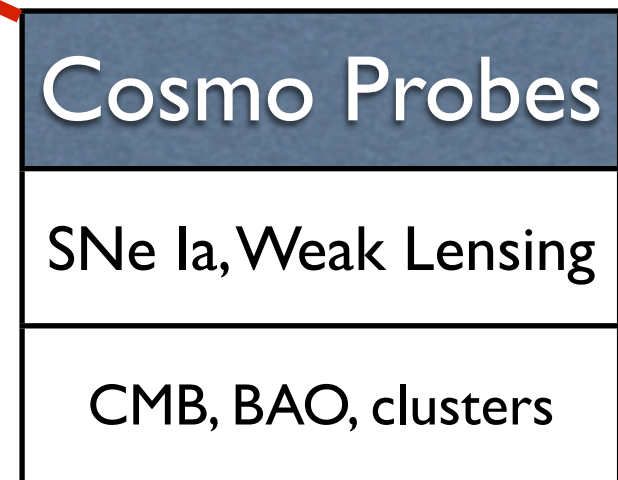 Cosmo Probes
SNe Ia, Weak Lensing
CMB, BAO, clusters